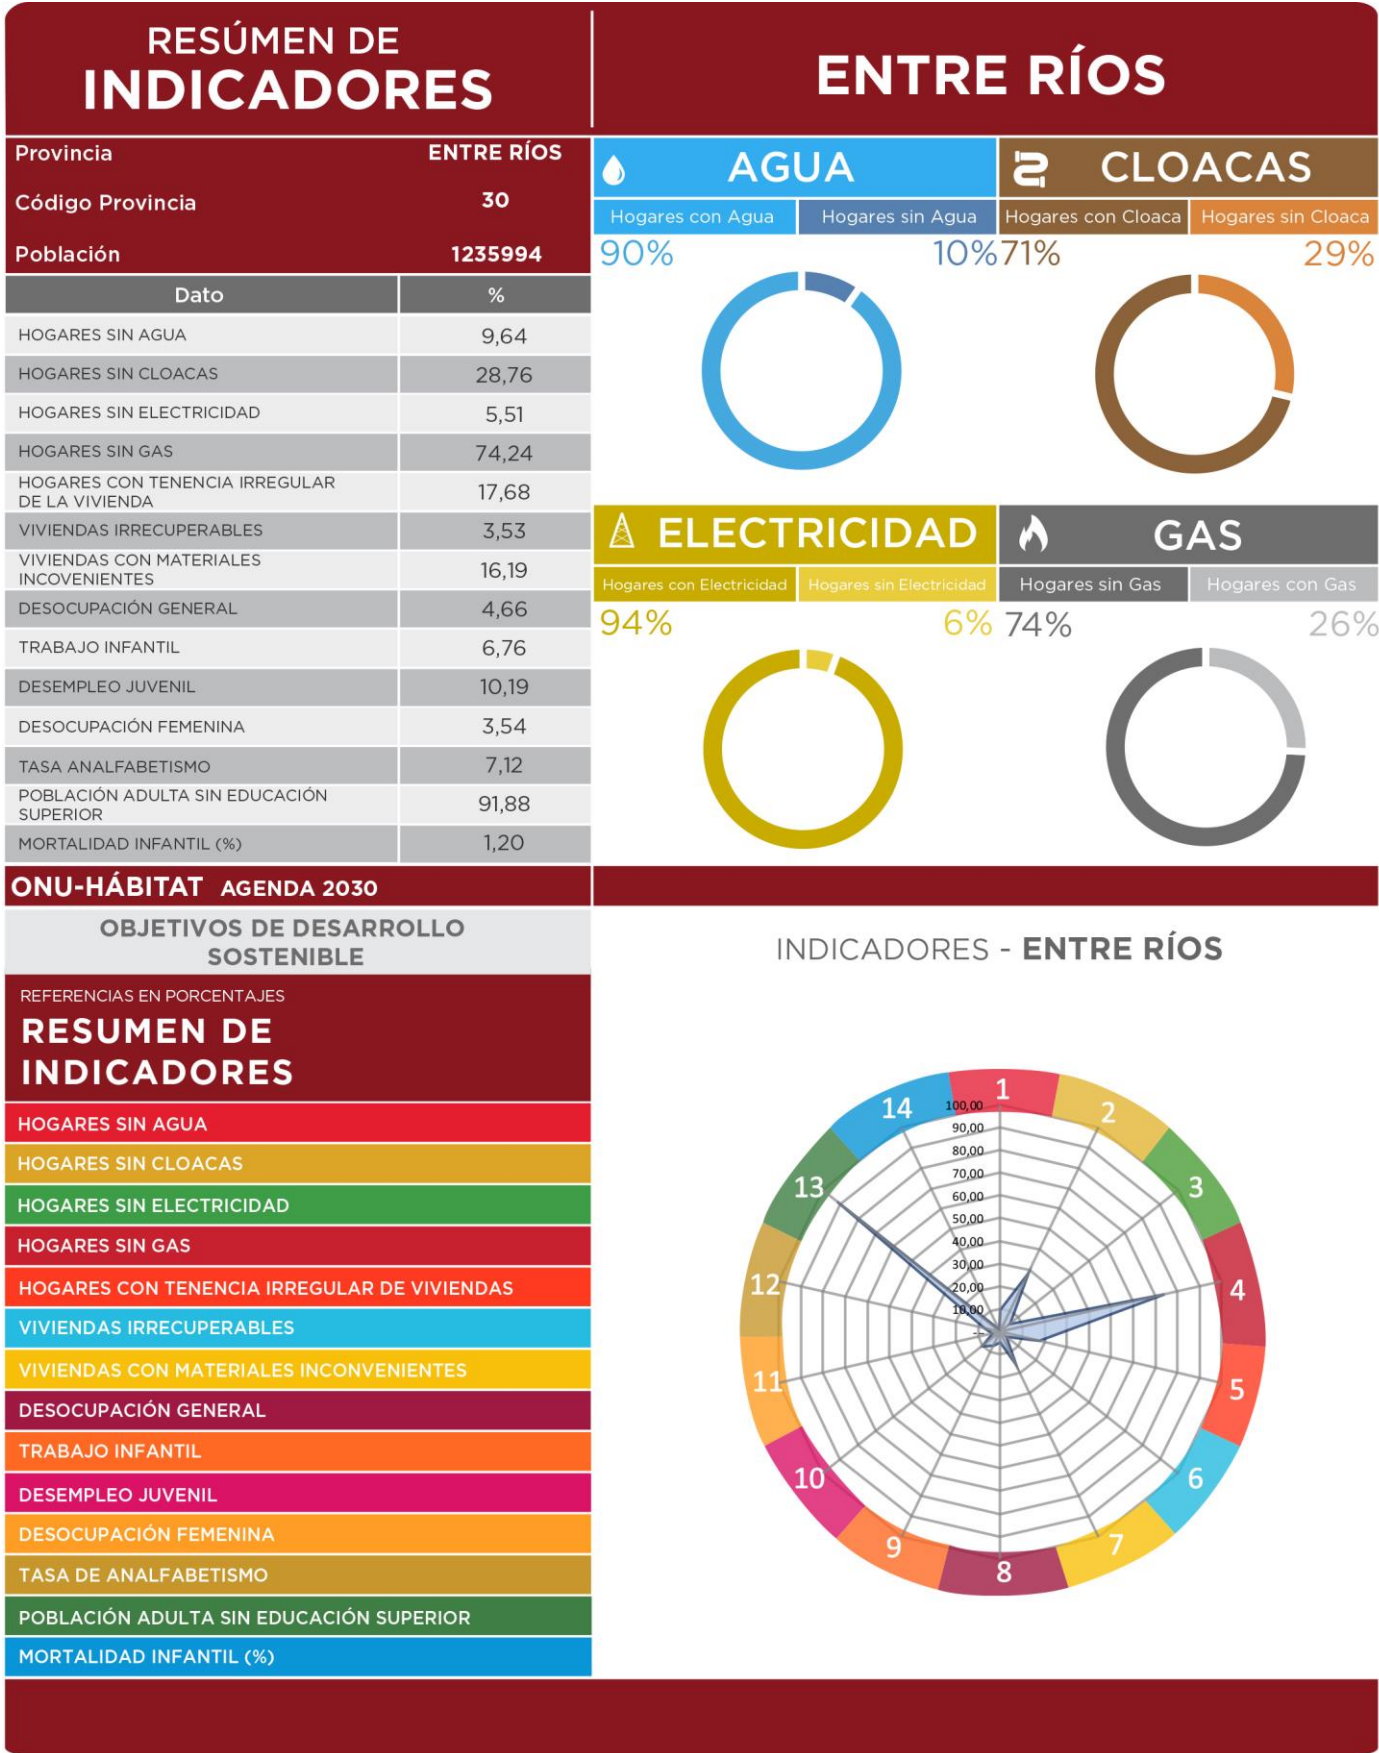 RESÚMEN DE
INDICADORES
ENTRE RÍOS
Provincia ENTRE RÍOS
Código Provincia 30
Población 1235994
Dato %
HOGARES SIN AGUA 9,64
HOGARES SIN CLOACAS 28,76
HOGARES SIN ELECTRICIDAD 5,51
HOGARES SIN GAS 74,24
HOGARES CON TENENCIA IRREGULAR
DE LA VIVIENDA 17,68
VIVIENDAS IRRECUPERABLES 3,53
VIVIENDAS CON MATERIALES
INCOVENIENTES 16,19
DESOCUPACIÓN GENERAL 4,66
TRABAJO INFANTIL 6,76
DESEMPLEO JUVENIL 10,19
DESOCUPACIÓN FEMENINA 3,54
TASA ANALFABETISMO 7,12
POBLACIÓN ADULTA SIN EDUCACIÓN
SUPERIOR 91,88
MORTALIDAD INFANTIL (%) 1,20
AGUA
Hogares con Agua Hogares sin Agua
90% 10%
CLOACAS
Hogares con Cloaca Hogares sin Cloaca
71% 29%
ELECTRICIDAD
Hogares con Electricidad Hogares sin Electricidad
94% 6%
GAS
Hogares sin Gas Hogares con Gas
74% 26%
ONU-HÁBITAT AGENDA 2030
OBJETIVOS DE DESARROLLO
SOSTENIBLE
REFERENCIAS EN PORCENTAJES
RESUMEN DE
INDICADORES
HOGARES SIN AGUA
HOGARES SIN CLOACAS
HOGARES SIN ELECTRICIDAD
HOGARES SIN GAS
HOGARES CON TENENCIA IRREGULAR DE VIVIENDAS
VIVIENDAS IRRECUPERABLES
VIVIENDAS CON MATERIALES INCONVENIENTES
DESOCUPACIÓN GENERAL
TRABAJO INFANTIL
DESEMPLEO JUVENIL
DESOCUPACIÓN FEMENINA
TASA DE ANALFABETISMO
POBLACIÓN ADULTA SIN EDUCACIÓN SUPERIOR
MORTALIDAD INFANTIL (%)
INDICADORES - ENTRE RÍOS
1
2
3
4
5
6
7
8
9
10
11
12
13
14
100,00
90,00
80,00
70,00
60,00
50,00
40,00
30,00
20,00
10,00
--